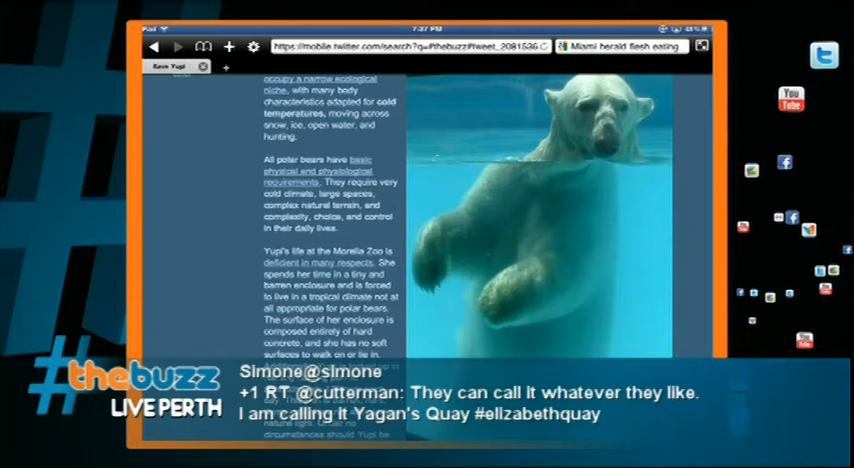 iPad
7:37 PM
https://mobile.twitter.com/search?q=#thebuzz#tweet_2081536
Miami herald flesh eating
Save Yupi
occupy a narrow ecological
niche, with many body
characteristics adapted for cold
temperatures, moving across
snow, ice, open water, and
hunting.
All polar bears have basic
physical and physiological
requirements. They require very
cold climate, large spaces,
complex natural terrain, and
complexity, choice, and control
in their daily lives.
Yupi's life at the Morelia Zoo is
deficient in many respects. She
spends her time in a tiny and
barren enclosure and is forced
to live in a tropical climate not at
all appropriate for polar bears.
The surface of her enclosure is
composed entirely of hard
concrete, and she has no soft
surfaces to walk on or lie in.
natural light. Under no
circumstances should Yupi be
#thebuzz
LIVE PERTH
Simone@simone
+1 RT @cutterman: They can call it whatever they like.
I am calling it Yagan's Quay #elizabethquay
You
Tube